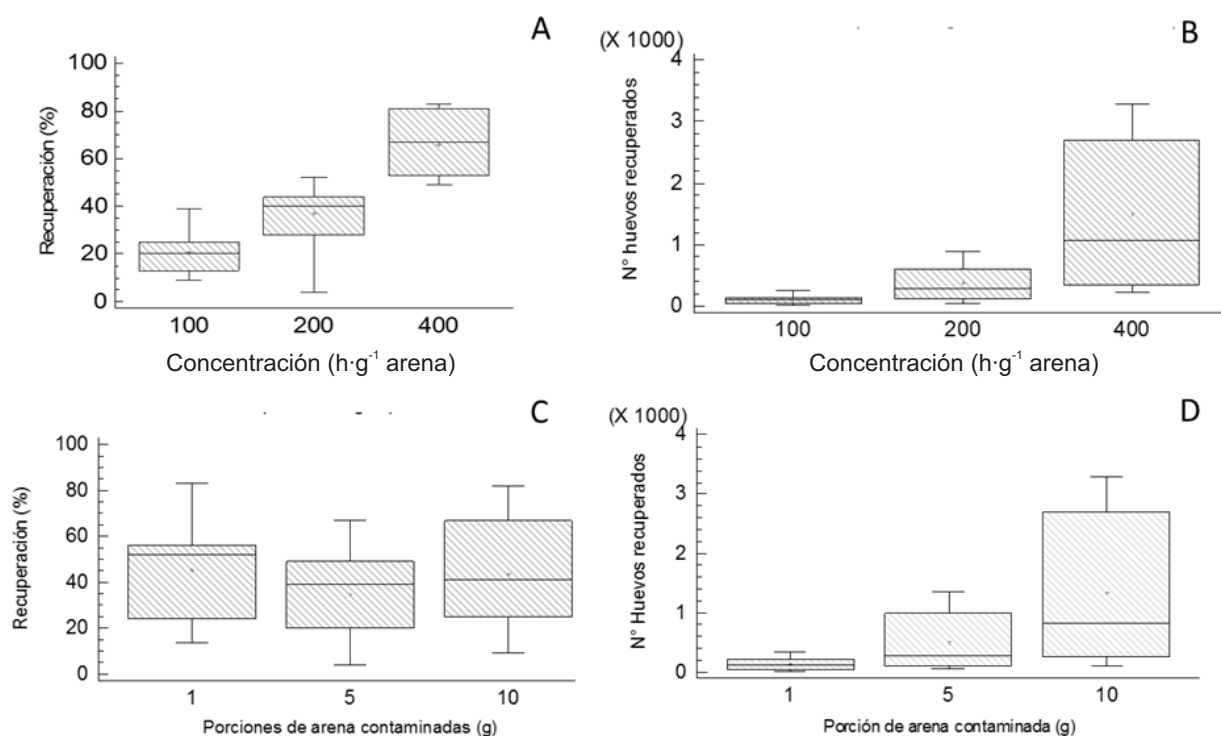 A
100
80
60
40
20
0
Recuperación (%)
100 200 400
Concentración (h·g⁻¹ arena)
(X 1000)
B
4
3
2
1
0
N° huevos recuperados
100 200 400
Concentración (h·g⁻¹ arena)
C
100
80
60
40
20
0
Recuperación (%)
1 5 10
Porciones de arena contaminadas (g)
(X 1000)
D
4
3
2
1
0
N° Huevos recuperados
1 5 10
Porción de arena contaminada (g)